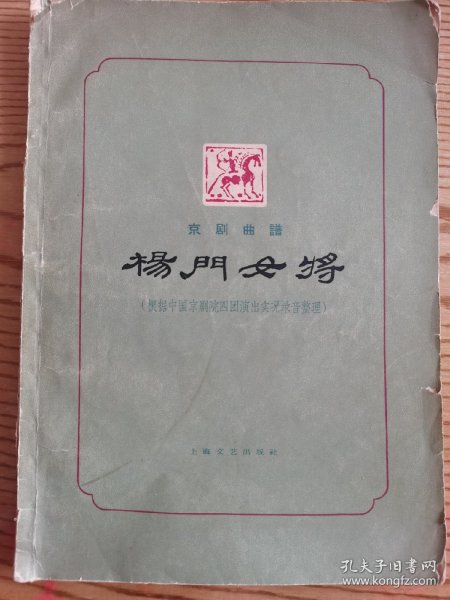 京剧曲譜
楊門女将
(根据中国京剧院四团演出实况录音整理)
上海文艺出版社
孔夫子旧书网
www.kongfz.com